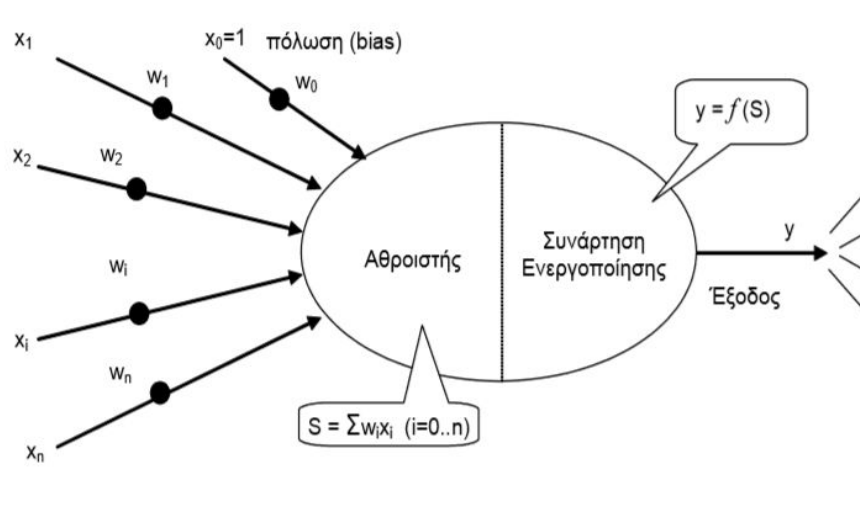 x₁
x₀=1 πόλωση (bias)
w₁
w₀
y = f (S)
x₂
w₂
y
Αθροιστής
Συνάρτηση
Ενεργοποίησης
wᵢ
Έξοδος
xᵢ
wₙ
S = Σwᵢxᵢ (i=0..n)
xₙ